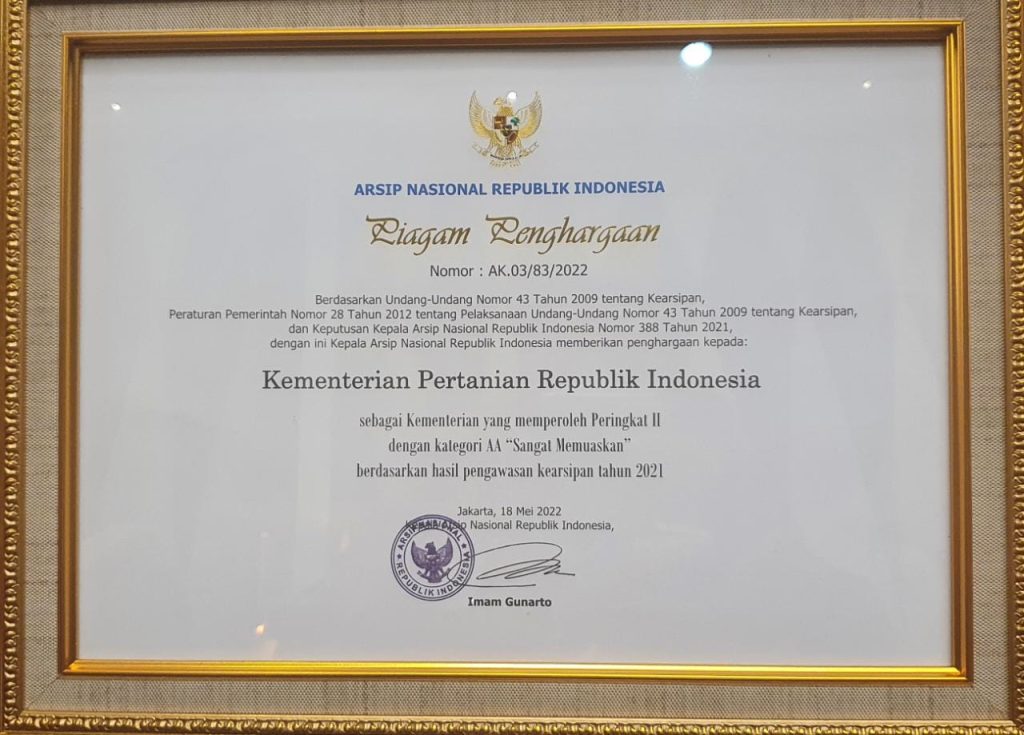 ARSIP NASIONAL REPUBLIK INDONESIA
Piagam Penghargaan
Nomor : AK.03/83/2022
Berdasarkan Undang-Undang Nomor 43 Tahun 2009 tentang Kearsipan,
Peraturan Pemerintah Nomor 28 Tahun 2012 tentang Pelaksanaan Undang-Undang Nomor 43 Tahun 2009 tentang Kearsipan,
dan Keputusan Kepala Arsip Nasional Republik Indonesia Nomor 388 Tahun 2021,
dengan ini Kepala Arsip Nasional Republik Indonesia memberikan penghargaan kepada:
Kementerian Pertanian Republik Indonesia
sebagai Kementerian yang memperoleh Peringkat II
dengan kategori AA “Sangat Memuaskan”
berdasarkan hasil pengawasan kearsipan tahun 2021
Jakarta, 18 Mei 2022
Arsip Nasional Republik Indonesia,
ARSIP NASIONAL
REPUBLIK INDONESIA
Imam Gunarto